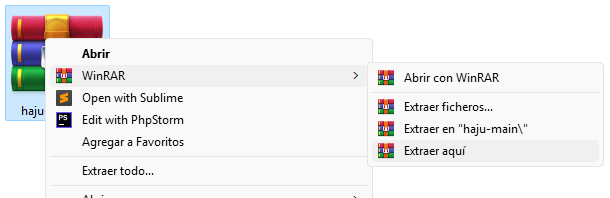 haju
Abrir
WinRAR
Open with Sublime
Edit with PhpStorm
Agregar a Favoritos
Extraer todo...
Abrir con WinRAR
Extraer ficheros...
Extraer en "haju-main\"
Extraer aquí